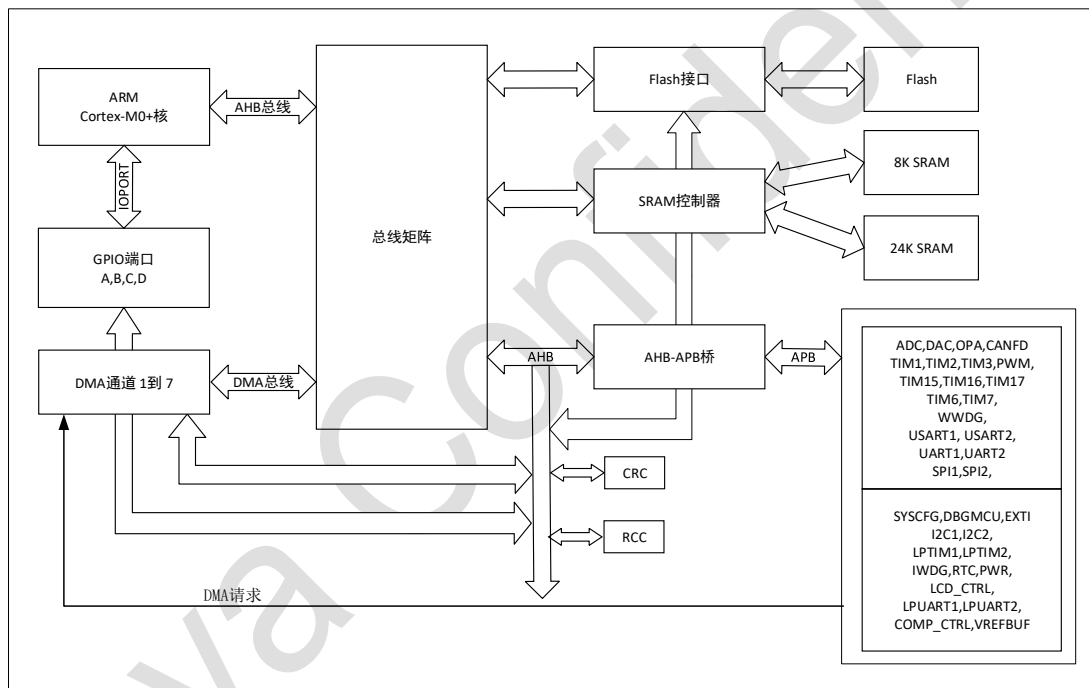 ARM
Cortex-M0+核
AHB总线
IOPORT
GPIO端口
A,B,C,D
DMA通道 1到 7
DMA总线
总线矩阵
Flash接口
Flash
SRAM控制器
8K SRAM
24K SRAM
AHB
AHB-APB桥
APB
ADC,DAC,OPA,CANFD
TIM1,TIM2,TIM3,PWM,
TIM15,TIM16,TIM17
TIM6,TIM7,
WWDG,
USART1, USART2,
UART1,UART2
SPI1,SPI2,
SYSCFG,DBGMCU,EXTI
I2C1,I2C2,
LPTIM1,LPTIM2,
IWDG,RTC,PWR,
LCD_CTRL,
LPUART1,LPUART2,
COMP_CTRL,VREFBUF
CRC
RCC
DMA请求
ya Confiden